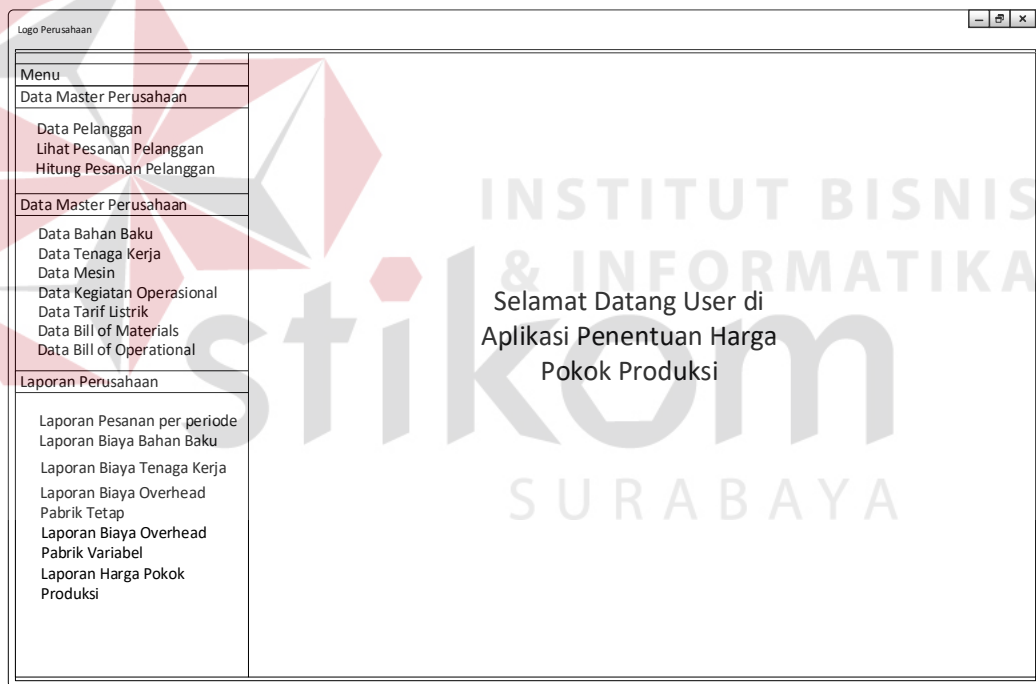 Logo Perusahaan
Menu
Data Master Perusahaan
Data Pelanggan
Lihat Pesanan Pelanggan
Hitung Pesanan Pelanggan
Data Master Perusahaan
Data Bahan Baku
Data Tenaga Kerja
Data Mesin
Data Kegiatan Operasional
Data Tarif Listrik
Data Bill of Materials
Data Bill of Operational
Laporan Perusahaan
Laporan Pesanan per periode
Laporan Biaya Bahan Baku
Laporan Biaya Tenaga Kerja
Laporan Biaya Overhead
Pabrik Tetap
Laporan Biaya Overhead
Pabrik Variabel
Laporan Harga Pokok
Produksi
Selamat Datang User di
Aplikasi Penentuan Harga
Pokok Produksi
INSTITUT BISNIS
& INFORMATIKA
stikom
SURABAYA